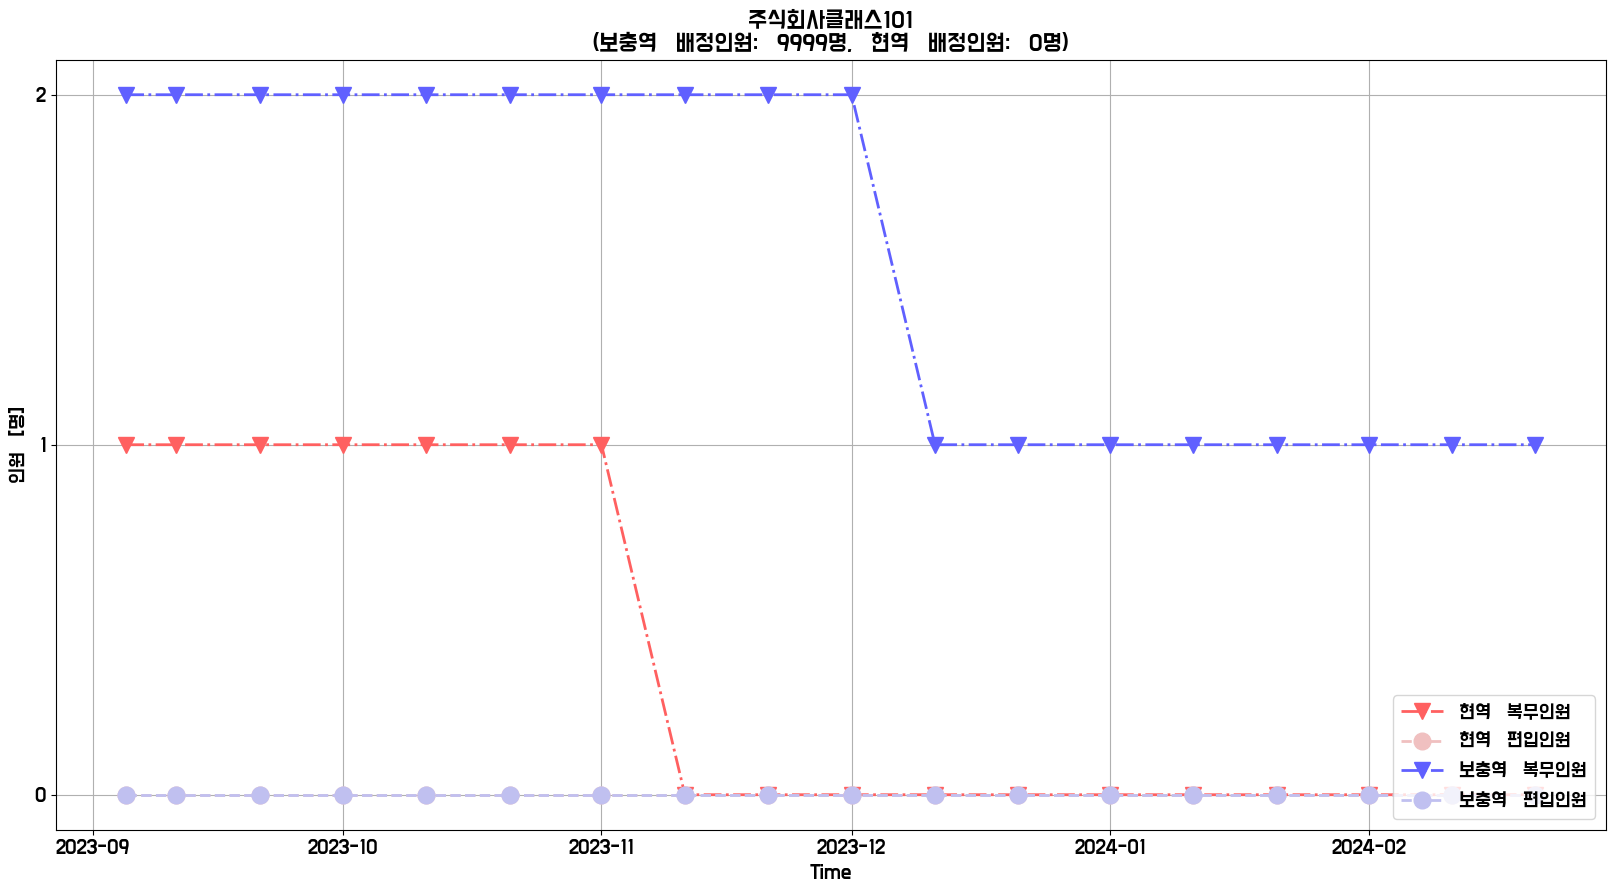 주식회사클래스101
(보충역 배정인원: 9999명, 현역 배정인원: 0명)
2
1
0
인원 [명]
2023-09
2023-10
2023-11
2023-12
2024-01
2024-02
Time
현역 복무인원
현역 편입인원
보충역 복무인원
보충역 편입인원